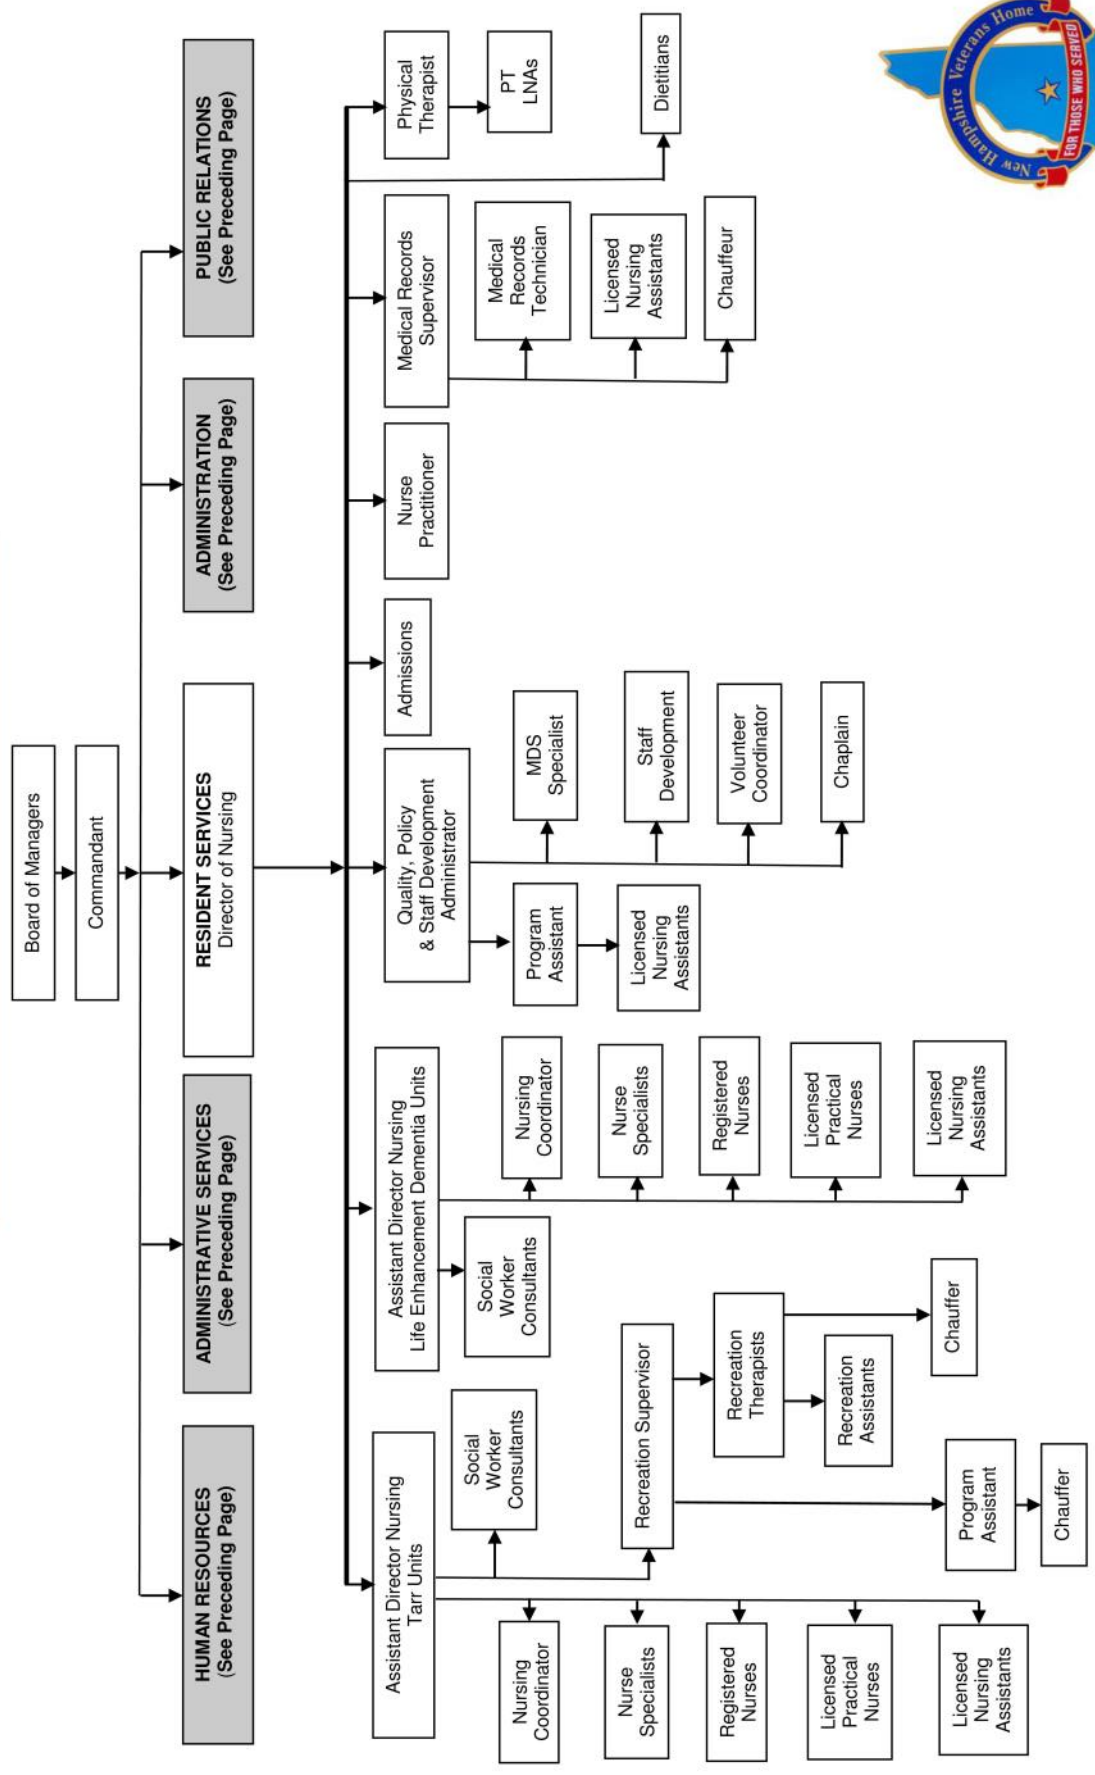 Board of Managers
Commandant
HUMAN RESOURCES
(See Preceding Page)
ADMINISTRATIVE SERVICES
(See Preceding Page)
RESIDENT SERVICES
Director of Nursing
ADMINISTRATION
(See Preceding Page)
PUBLIC RELATIONS
(See Preceding Page)
Assistant Director Nursing
Tarr Units
Assistant Director Nursing
Life Enhancement Dementia Units
Quality, Policy
& Staff Development
Administrator
Admissions
Nurse
Practitioner
Medical Records
Supervisor
Physical
Therapist
Nursing
Coordinator
Nurse
Specialists
Registered
Nurses
Licensed
Practical
Nurses
Licensed
Nursing
Assistants
Social
Worker
Consultants
Recreation Supervisor
Recreation
Therapists
Recreation
Assistants
Chauffer
Program
Assistant
Chauffer
Social
Worker
Consultants
Nursing
Coordinator
Nurse
Specialists
Registered
Nurses
Licensed
Practical
Nurses
Licensed
Nursing
Assistants
Program
Assistant
Licensed
Nursing
Assistants
MDS
Specialist
Staff
Development
Volunteer
Coordinator
Chaplain
Medical
Records
Technician
Licensed
Nursing
Assistants
Chauffeur
PT
LNAs
Dietitians
New Hampshire Veterans Home
FOR THOSE WHO SERVED